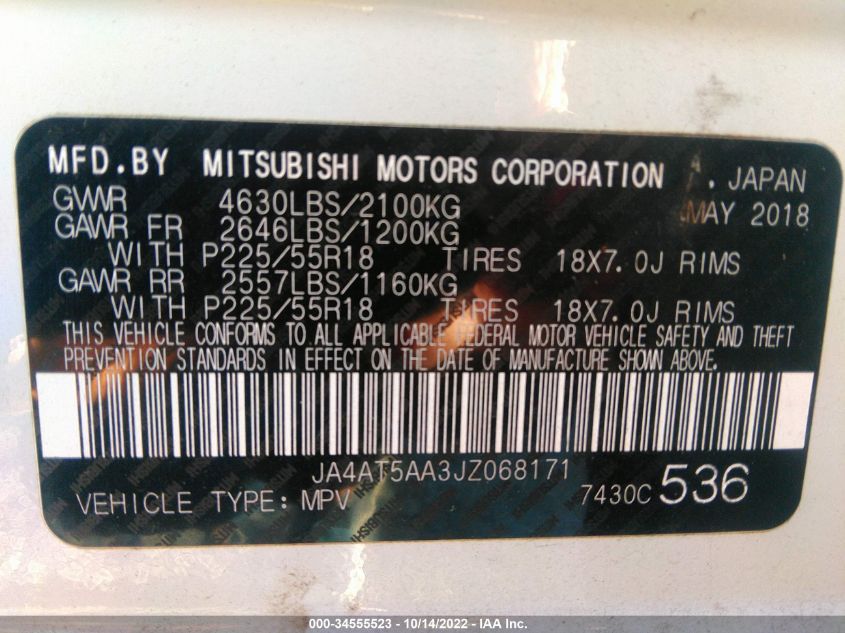 MFD.BY MITSUBISHI MOTORS CORPORATION , JAPAN
GVWR 4630LBS/2100KG MAY 2018
GAWR FR 2646LBS/1200KG
WITH P225/55R18 TIRES 18X7.0J RIMS
GAWR RR 2557LBS/1160KG
WITH P225/55R18 TIRES 18X7.0J RIMS
THIS VEHICLE CONFORMS TO ALL APPLICABLE FEDERAL MOTOR VEHICLE SAFETY AND THEFT
PREVENTION STANDARDS IN EFFECT ON THE DATE OF MANUFACTURE SHOWN ABOVE.
JA4AT5AA3JZ068171
VEHICLE TYPE: MPV 7430C 536
000-34555523 - 10/14/2022 - IAA Inc.